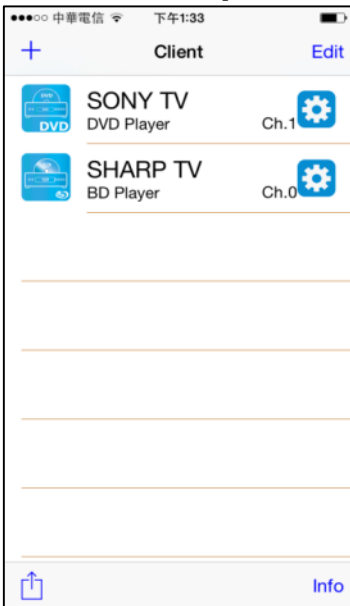 中華電信 下午1:33
Client Edit
SONY TV
DVD Player Ch.1
DVD
SHARP TV
BD Player Ch.0
Info